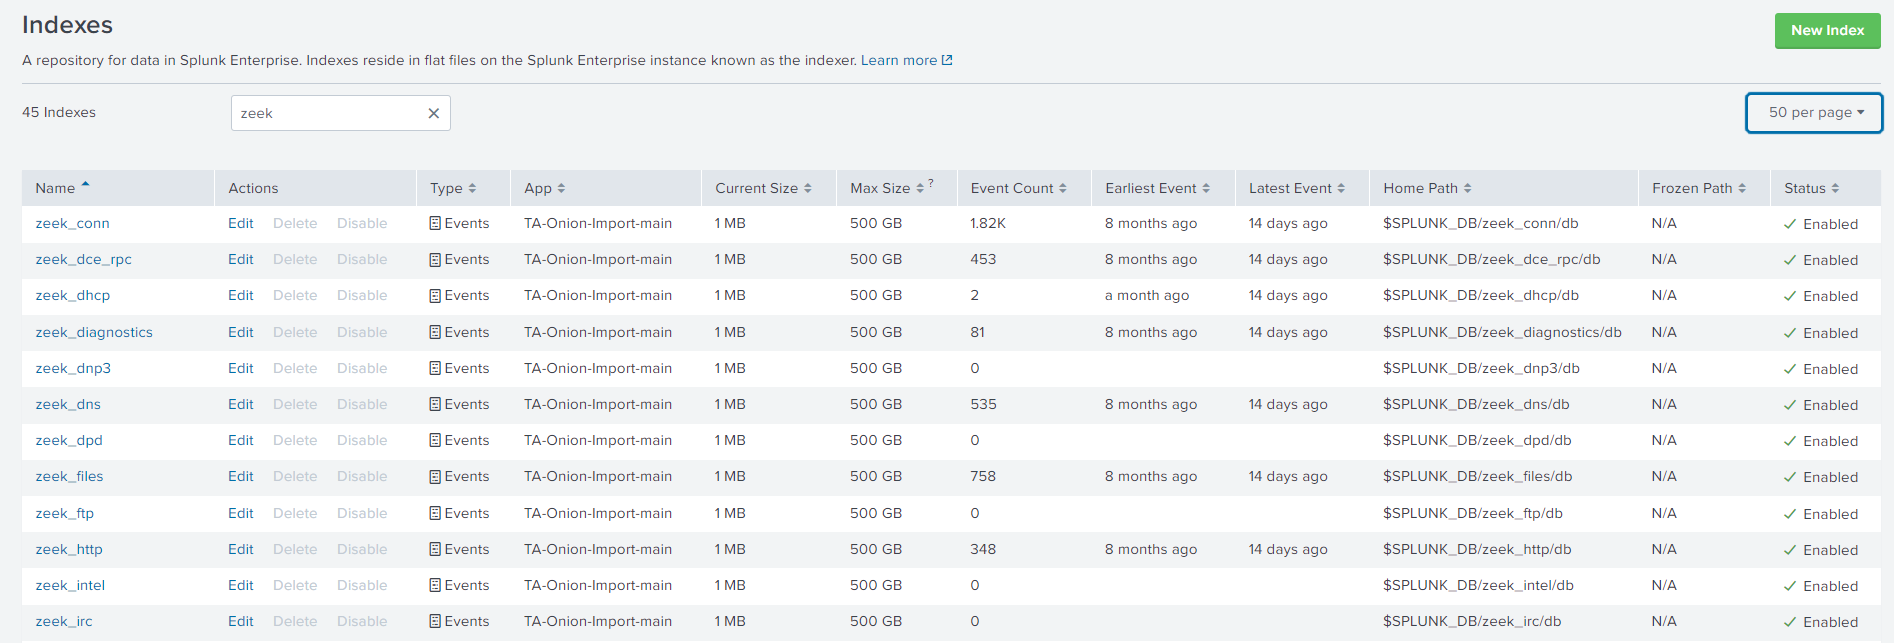 Indexes
New Index
A repository for data in Splunk Enterprise. Indexes reside in flat files on the Splunk Enterprise instance known as the indexer. Learn more
45 Indexes zeek 50 per page
Name Actions Type App Current Size Max Size ? Event Count Earliest Event Latest Event Home Path Frozen Path Status
zeek_conn Edit Delete Disable Events TA-Onion-Import-main 1 MB 500 GB 1.82K 8 months ago 14 days ago $SPLUNK_DB/zeek_conn/db N/A Enabled
zeek_dce_rpc Edit Delete Disable Events TA-Onion-Import-main 1 MB 500 GB 453 8 months ago 14 days ago $SPLUNK_DB/zeek_dce_rpc/db N/A Enabled
zeek_dhcp Edit Delete Disable Events TA-Onion-Import-main 1 MB 500 GB 2 a month ago 14 days ago $SPLUNK_DB/zeek_dhcp/db N/A Enabled
zeek_diagnostics Edit Delete Disable Events TA-Onion-Import-main 1 MB 500 GB 81 8 months ago 14 days ago $SPLUNK_DB/zeek_diagnostics/db N/A Enabled
zeek_dnp3 Edit Delete Disable Events TA-Onion-Import-main 1 MB 500 GB 0 $SPLUNK_DB/zeek_dnp3/db N/A Enabled
zeek_dns Edit Delete Disable Events TA-Onion-Import-main 1 MB 500 GB 535 8 months ago 14 days ago $SPLUNK_DB/zeek_dns/db N/A Enabled
zeek_dpd Edit Delete Disable Events TA-Onion-Import-main 1 MB 500 GB 0 $SPLUNK_DB/zeek_dpd/db N/A Enabled
zeek_files Edit Delete Disable Events TA-Onion-Import-main 1 MB 500 GB 758 8 months ago 14 days ago $SPLUNK_DB/zeek_files/db N/A Enabled
zeek_ftp Edit Delete Disable Events TA-Onion-Import-main 1 MB 500 GB 0 $SPLUNK_DB/zeek_ftp/db N/A Enabled
zeek_http Edit Delete Disable Events TA-Onion-Import-main 1 MB 500 GB 348 8 months ago 14 days ago $SPLUNK_DB/zeek_http/db N/A Enabled
zeek_intel Edit Delete Disable Events TA-Onion-Import-main 1 MB 500 GB 0 $SPLUNK_DB/zeek_intel/db N/A Enabled
zeek_irc Edit Delete Disable Events TA-Onion-Import-main 1 MB 500 GB 0 $SPLUNK_DB/zeek_irc/db N/A Enabled